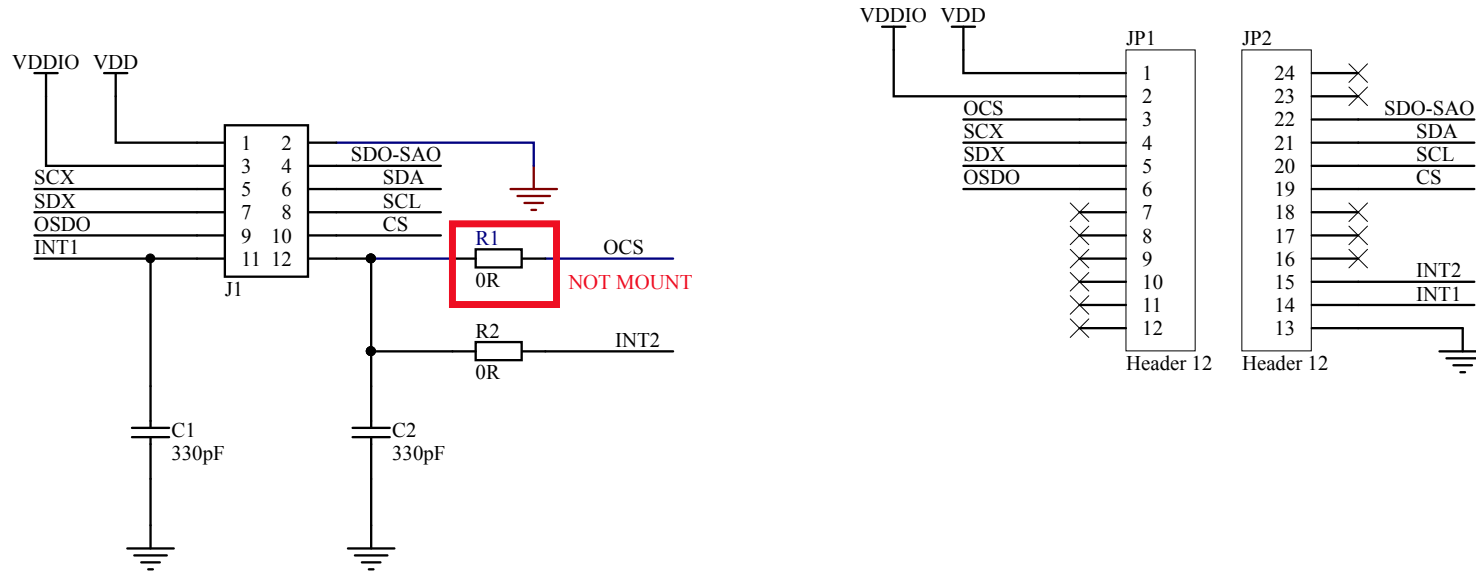 VDDIO VDD
1 2
3 4 SDO-SAO
SCX 5 6 SDA
SDX 7 8 SCL
OSDO 9 10 CS
INT1 11 12 R1 OCS
J1 0R NOT MOUNT
R2 INT2
0R
C1 C2
330pF 330pF
VDDIO VDD
JP1 JP2
1 24
2 23
OCS 3 22 SDO-SAO
SCX 4 21 SDA
SDX 5 20 SCL
OSDO 6 19 CS
7 18
8 17
9 16
10 15 INT2
11 14 INT1
12 13
Header 12 Header 12